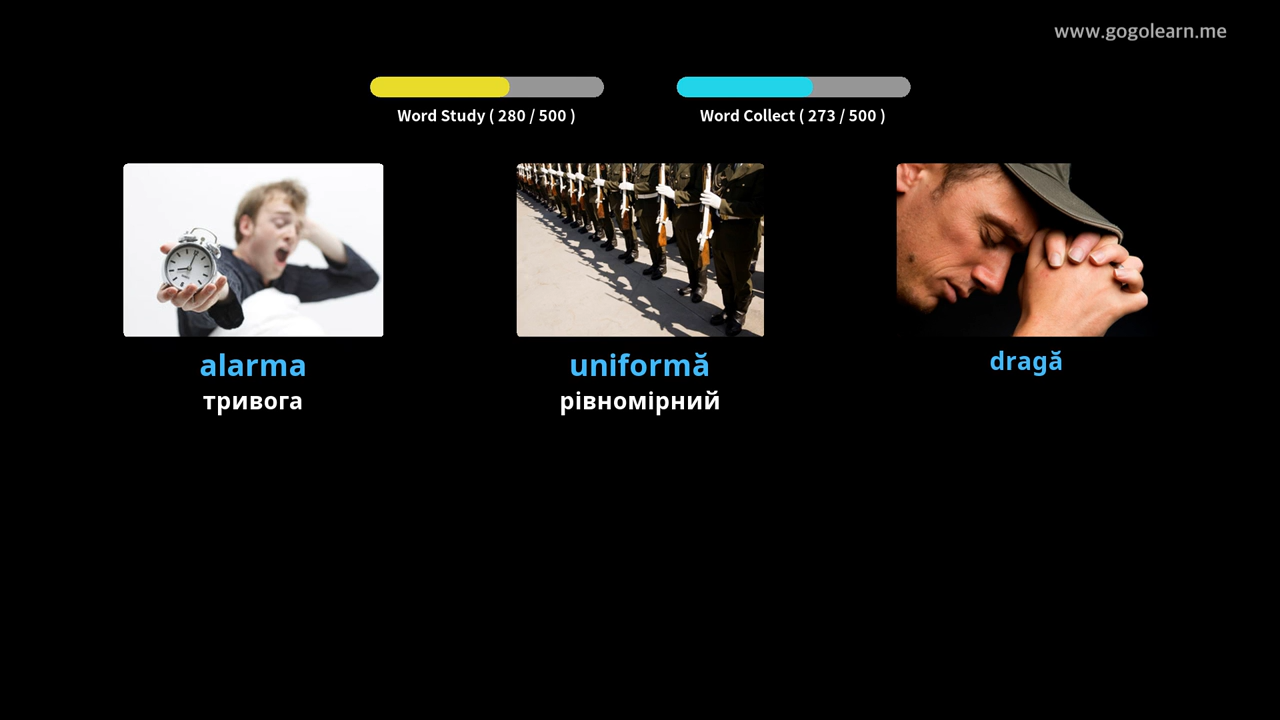 www.gogolearn.me
Word Study ( 280 / 500 )
Word Collect ( 273 / 500 )
alarma
тривога
uniformă
рівномірний
dragă